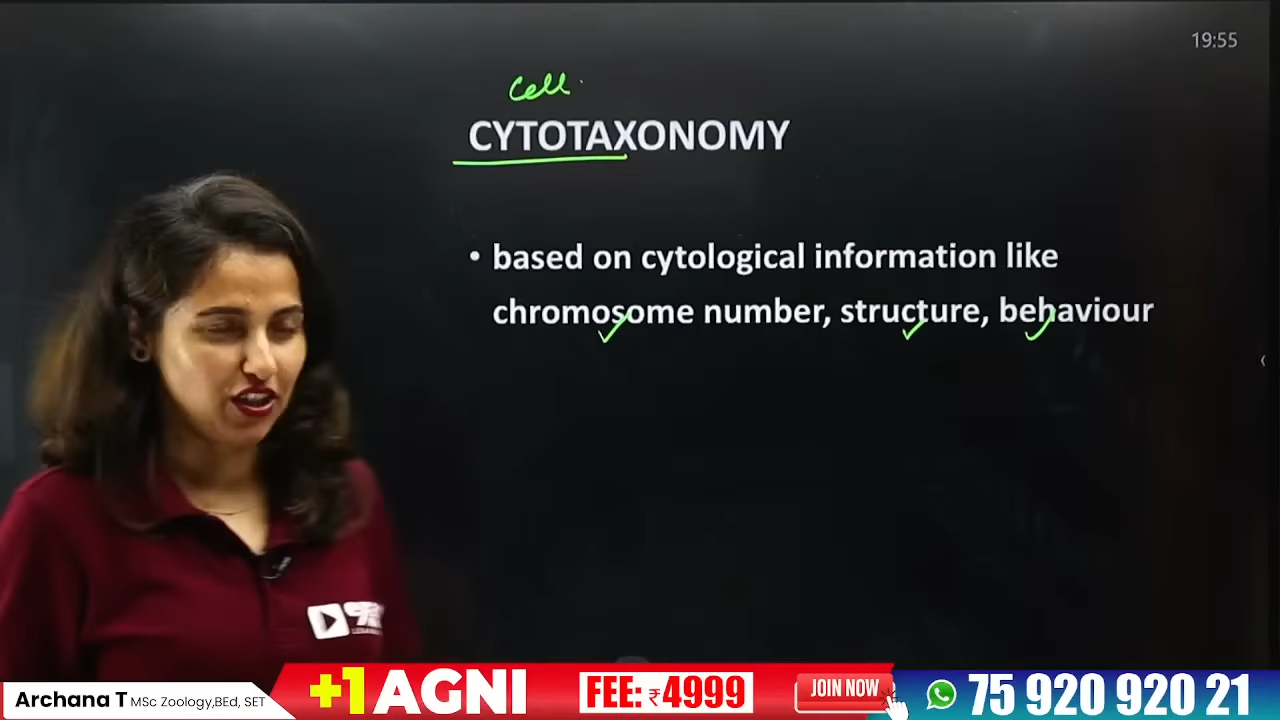 19:55
Cell
CYTOTAXONOMY
• based on cytological information like
chromosome number, structure, behaviour
Archana T MSc Zoology,BEd, SET
+1 AGNI
FEE: ₹4999
JOIN NOW
75 920 920 21